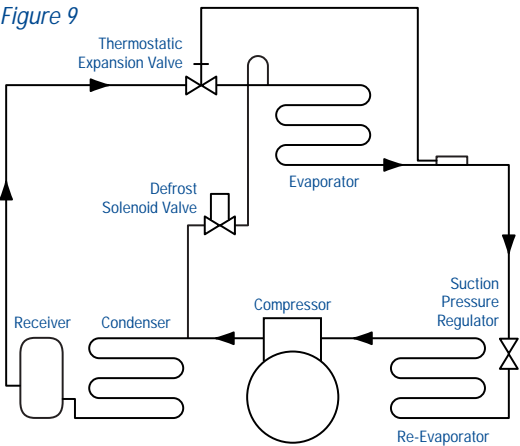 Figure 9
Thermostatic
Expansion Valve
Evaporator
Defrost
Solenoid Valve
Suction
Pressure
Regulator
Compressor
Receiver
Condenser
Re-Evaporator